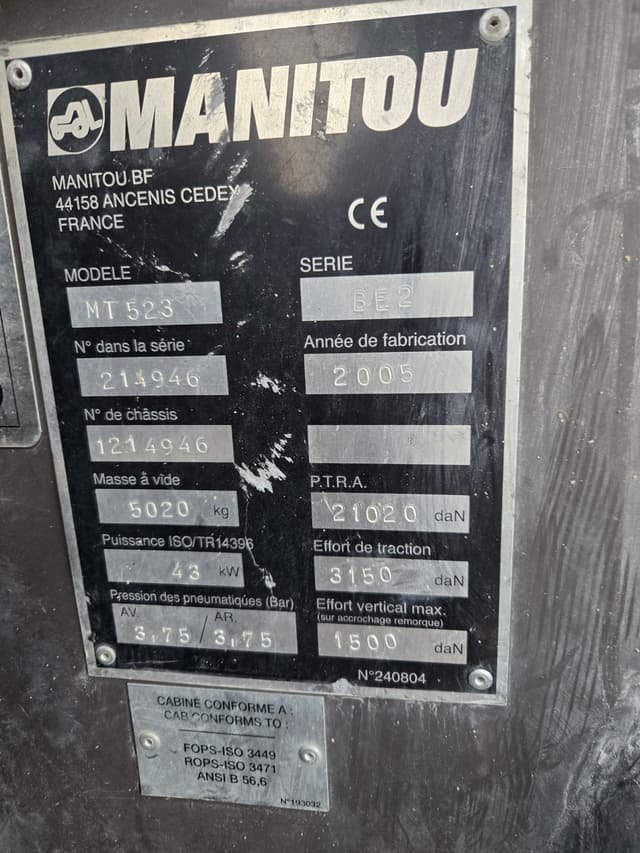 MANITOU
MANITOU BF
44158 ANCENIS CEDEX
FRANCE
CE
MODELE
MT 523
SERIE
BE2
N° dans la série
214946
Année de fabrication
2005
N° de châssis
1214946
Masse à vide
5020 kg
P.T.R.A.
21020 daN
Puissance ISO/TR14396
43 kW
Effort de traction
3150 daN
Pression des pneumatiques (Bar)
AV. AR.
3,75 / 3,75
Effort vertical max.
(sur accrochage remorque)
1500 daN
N°240804
CABINE CONFORME A :
CAB CONFORMS TO :
FOPS-ISO 3449
ROPS-ISO 3471
ANSI B 56,6
N°193032